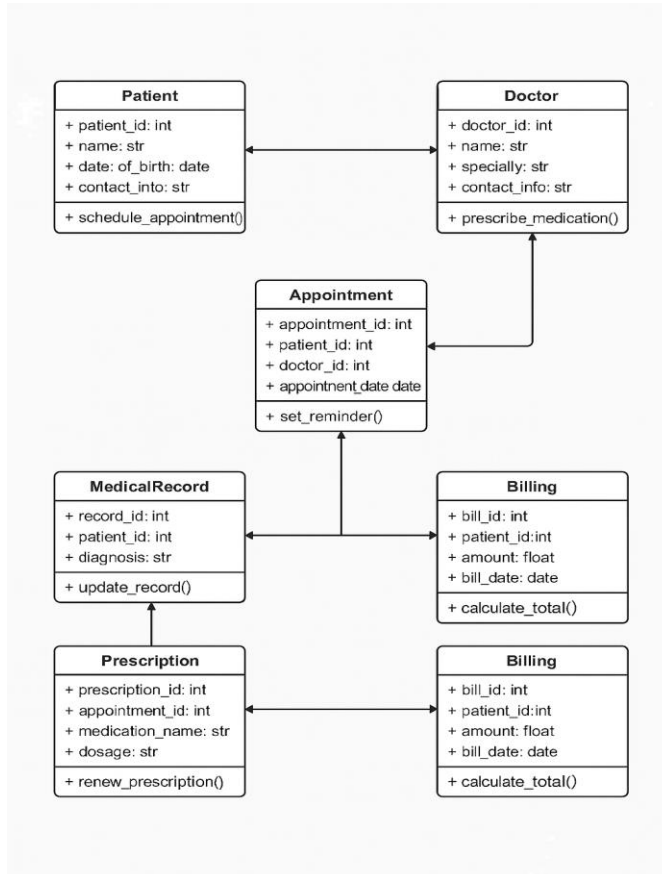 Patient
+ patient_id: int
+ name: str
+ date: of_birth: date
+ contact_into: str
+ schedule_appointment()
Doctor
+ doctor_id: int
+ name: str
+ specially: str
+ contact_info: str
+ prescribe_medication()
Appointment
+ appointment_id: int
+ patient_id: int
+ doctor_id: int
+ appointment_date date
+ set_reminder()
MedicalRecord
+ record_id: int
+ patient_id: int
+ diagnosis: str
+ update_record()
Billing
+ bill_id: int
+ patient_id:int
+ amount: float
+ bill_date: date
+ calculate_total()
Prescription
+ prescription_id: int
+ appointment_id: int
+ medication_name: str
+ dosage: str
+ renew_prescription()
Billing
+ bill_id: int
+ patient_id:int
+ amount: float
+ bill_date: date
+ calculate_total()